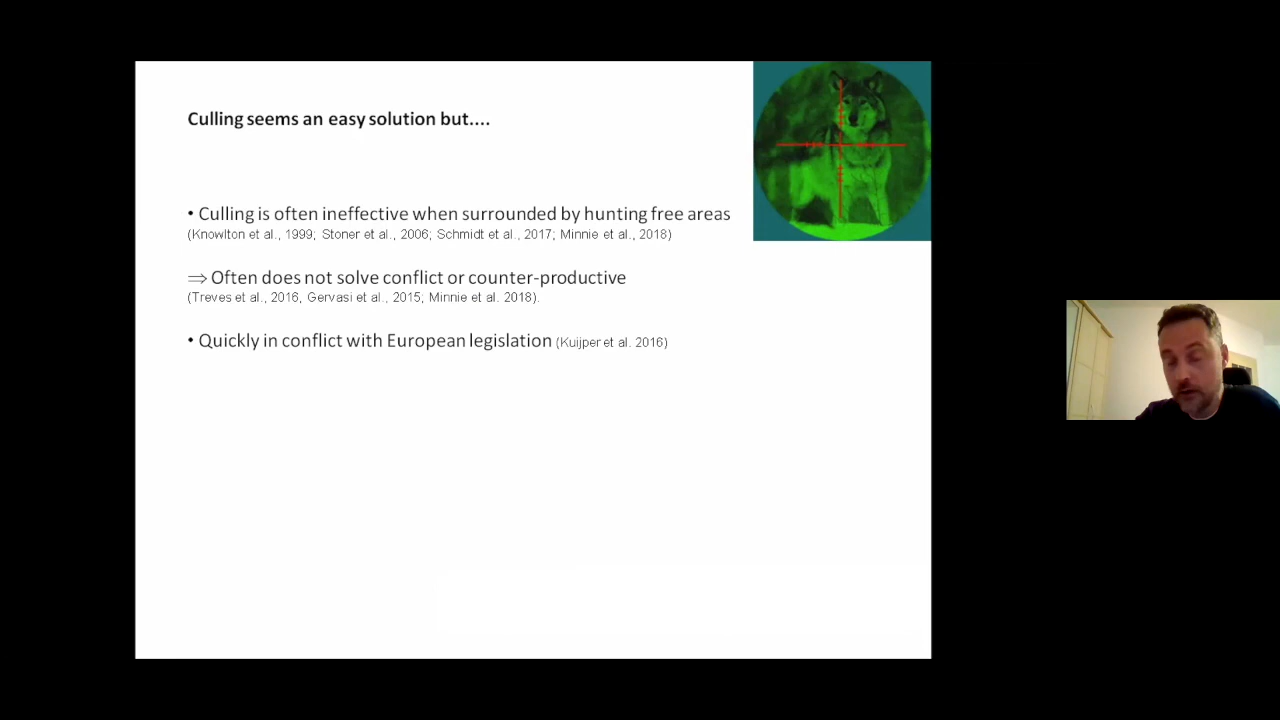 Culling seems an easy solution but....
• Culling is often ineffective when surrounded by hunting free areas
(Knowlton et al., 1999; Stoner et al., 2006; Schmidt et al., 2017; Minnie et al., 2018)
⇒ Often does not solve conflict or counter-productive
(Treves et al., 2016, Gervasi et al., 2015; Minnie et al. 2018).
• Quickly in conflict with European legislation (Kuijper et al. 2016)